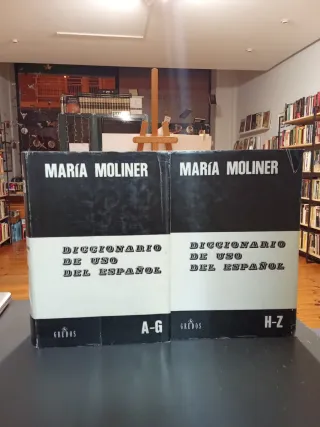 MARÍA MOLINER
DICCIONARIO
DE USO
DEL ESPAÑOL
GREDOS
A-G
MARÍA MOLINER
DICCIONARIO
DE USO
DEL ESPAÑOL
GREDOS
H-Z